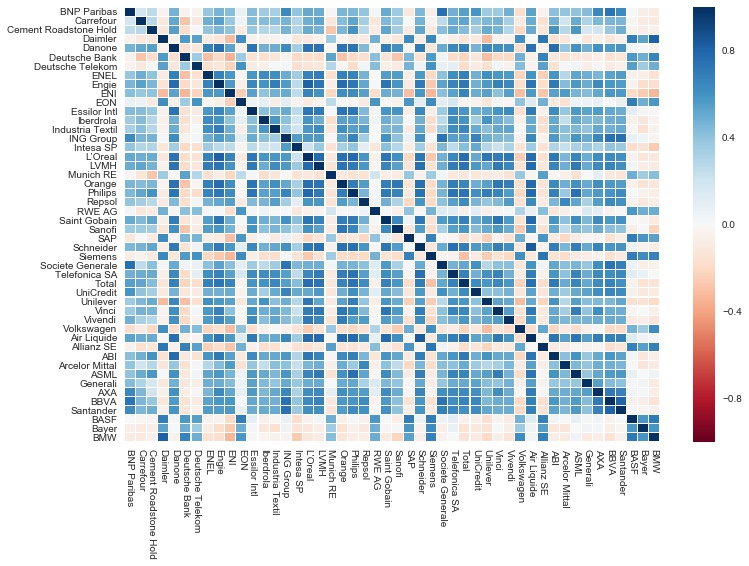 BNP Paribas
Carrefour
Cement Roadstone Hold
Daimler
Danone
Deutsche Bank
Deutsche Telekom
ENEL
Engie
ENI
EON
Essilor Intl
Iberdrola
Industria Textil
ING Group
Intesa SP
L'Oreal
LVMH
Munich RE
Orange
Philips
Repsol
RWE AG
Saint Gobain
Sanofi
SAP
Schneider
Siemens
Societe Generale
Telefonica SA
Total
UniCredit
Unilever
Vinci
Vivendi
Volkswagen
Air Liquide
Allianz SE
ABI
Arcelor Mittal
ASML
Generali
AXA
BBVA
Santander
BASF
Bayer
BMW
BNP Paribas
Carrefour
Cement Roadstone Hold
Daimler
Danone
Deutsche Bank
Deutsche Telekom
ENEL
Engie
ENI
EON
Essilor Intl
Iberdrola
Industria Textil
ING Group
Intesa SP
L'Oreal
LVMH
Munich RE
Orange
Philips
Repsol
RWE AG
Saint Gobain
Sanofi
SAP
Schneider
Siemens
Societe Generale
Telefonica SA
Total
UniCredit
Unilever
Vinci
Vivendi
Volkswagen
Air Liquide
Allianz SE
ABI
Arcelor Mittal
ASML
Generali
AXA
BBVA
Santander
BASF
Bayer
BMW
0.8
0.4
0.0
−0.4
−0.8